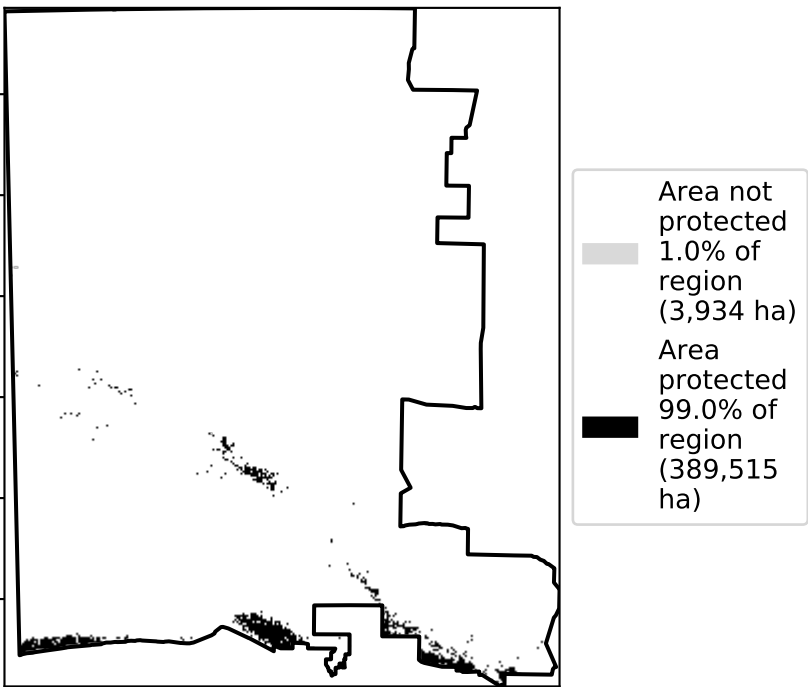 Area not
protected
1.0% of
region
(3,934 ha)
Area
protected
99.0% of
region
(389,515
ha)